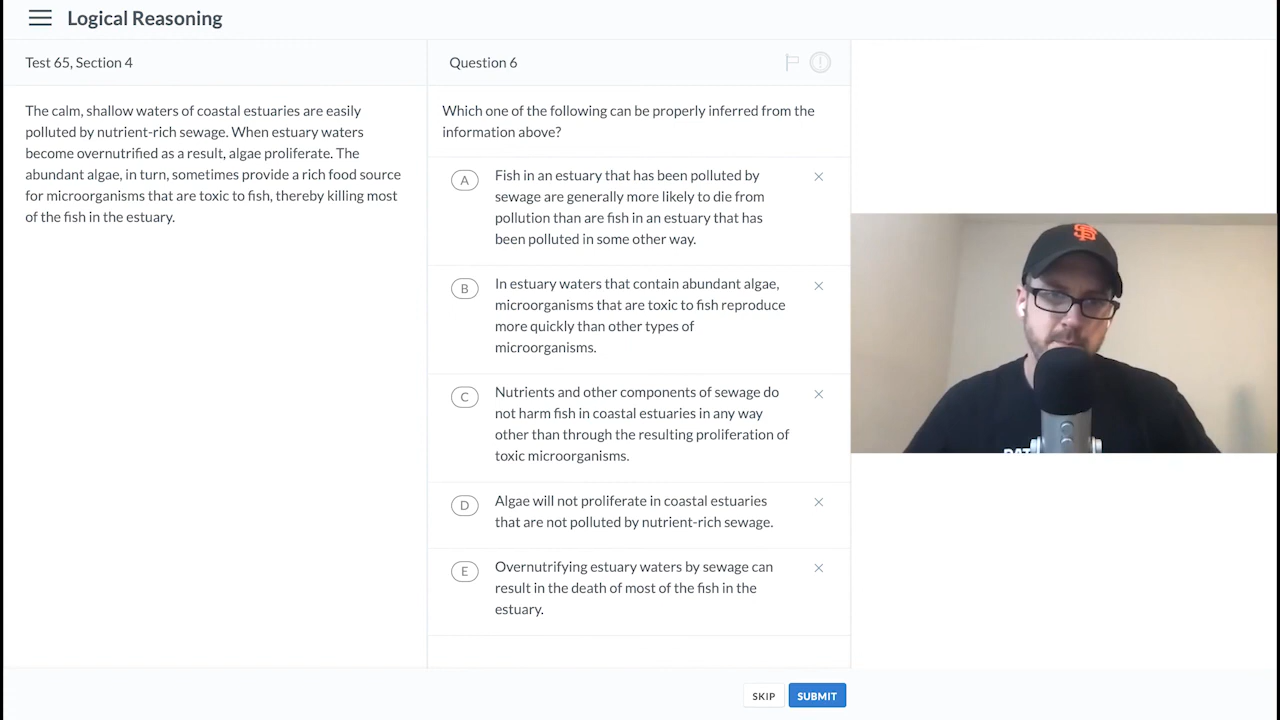 Logical Reasoning
Test 65, Section 4
Question 6
The calm, shallow waters of coastal estuaries are easily
polluted by nutrient-rich sewage. When estuary waters
become overnutrified as a result, algae proliferate. The
abundant algae, in turn, sometimes provide a rich food source
for microorganisms that are toxic to fish, thereby killing most
of the fish in the estuary.
Which one of the following can be properly inferred from the
information above?
A
Fish in an estuary that has been polluted by
sewage are generally more likely to die from
pollution than are fish in an estuary that has
been polluted in some other way.
B
In estuary waters that contain abundant algae,
microorganisms that are toxic to fish reproduce
more quickly than other types of
microorganisms.
C
Nutrients and other components of sewage do
not harm fish in coastal estuaries in any way
other than through the resulting proliferation of
toxic microorganisms.
D
Algae will not proliferate in coastal estuaries
that are not polluted by nutrient-rich sewage.
E
Overnutrifying estuary waters by sewage can
result in the death of most of the fish in the
estuary.
SKIP
SUBMIT
SF